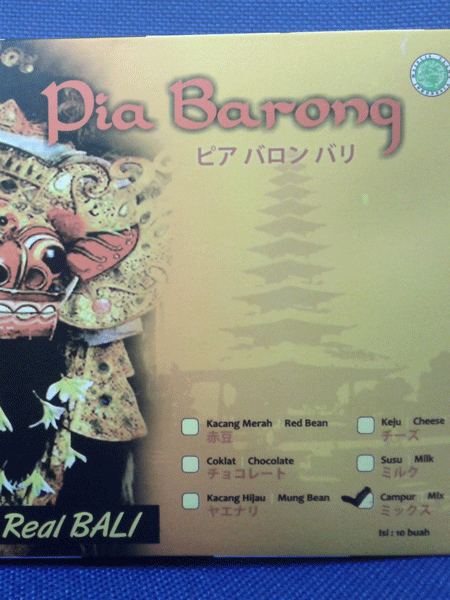 Pia Barong
ピア バロン バリ
Kacang Merah Red Bean
赤豆
Keju Cheese
チーズ
Coklat Chocolate
チョコレート
Susu Milk
ミルク
Kacang Hijau Mung Bean
ヤエナリ
Campur Mix
ミックス
Isi : 10 buah
Real BALI